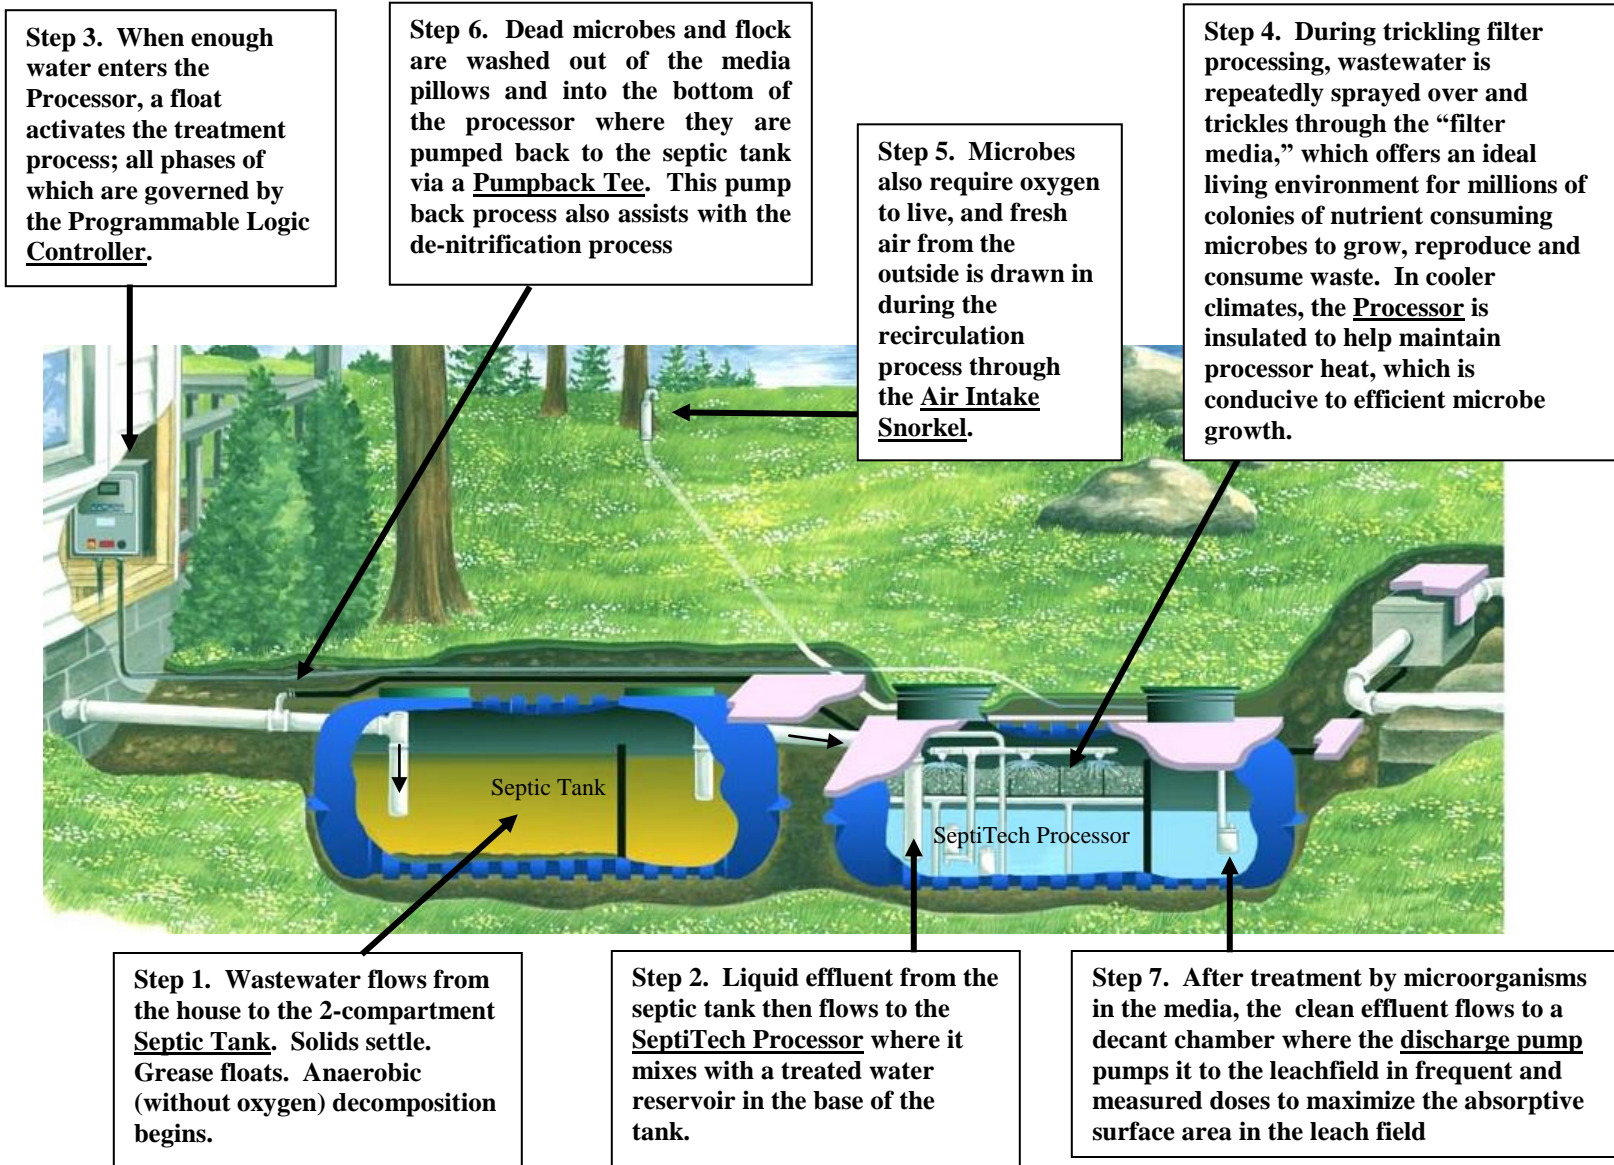 Step 3.  When enough
water enters the
Processor, a float
activates the treatment
process; all phases of
which are governed by
the Programmable Logic
Controller.
Step 6.  Dead microbes and flock
are washed out of the media
pillows and into the bottom of
the processor where they are
pumped back to the septic tank
via a Pumpback Tee.  This pump
back process also assists with the
de-nitrification process
Step 5.  Microbes
also require oxygen
to live, and fresh
air from the
outside is drawn in
during the
recirculation
process through
the Air Intake
Snorkel.
Step 4.  During trickling filter
processing, wastewater is
repeatedly sprayed over and
trickles through the “filter
media,” which offers an ideal
living environment for millions of
colonies of nutrient consuming
microbes to grow, reproduce and
consume waste.  In cooler
climates, the Processor is
insulated to help maintain
processor heat, which is
conducive to efficient microbe
growth.
Septic Tank
SeptiTech Processor
Step 1.  Wastewater flows from
the house to the 2-compartment
Septic Tank.  Solids settle.
Grease floats.  Anaerobic
(without oxygen) decomposition
begins.
Step 2.  Liquid effluent from the
septic tank then flows to the
SeptiTech Processor where it
mixes with a treated water
reservoir in the base of the
tank.
Step 7.  After treatment by microorganisms
in the media, the  clean effluent flows to a
decant chamber where the discharge pump
pumps it to the leachfield in frequent and
measured doses to maximize the absorptive
surface area in the leach field